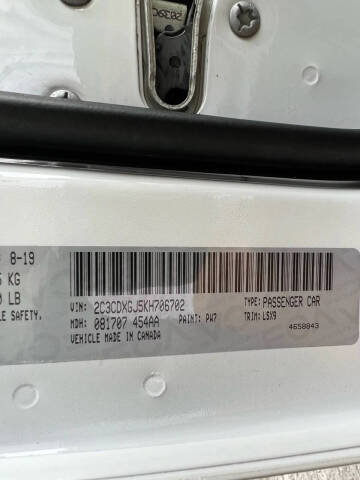 20339C
8-19
KG
LB
SAFETY.
VIN: 2C3CDXGJ5KH706702
TYPE: PASSENGER CAR
MDH: 081707 454AA
PAINT: PW7
TRIM: LSX9
VEHICLE MADE IN CANADA
4658843